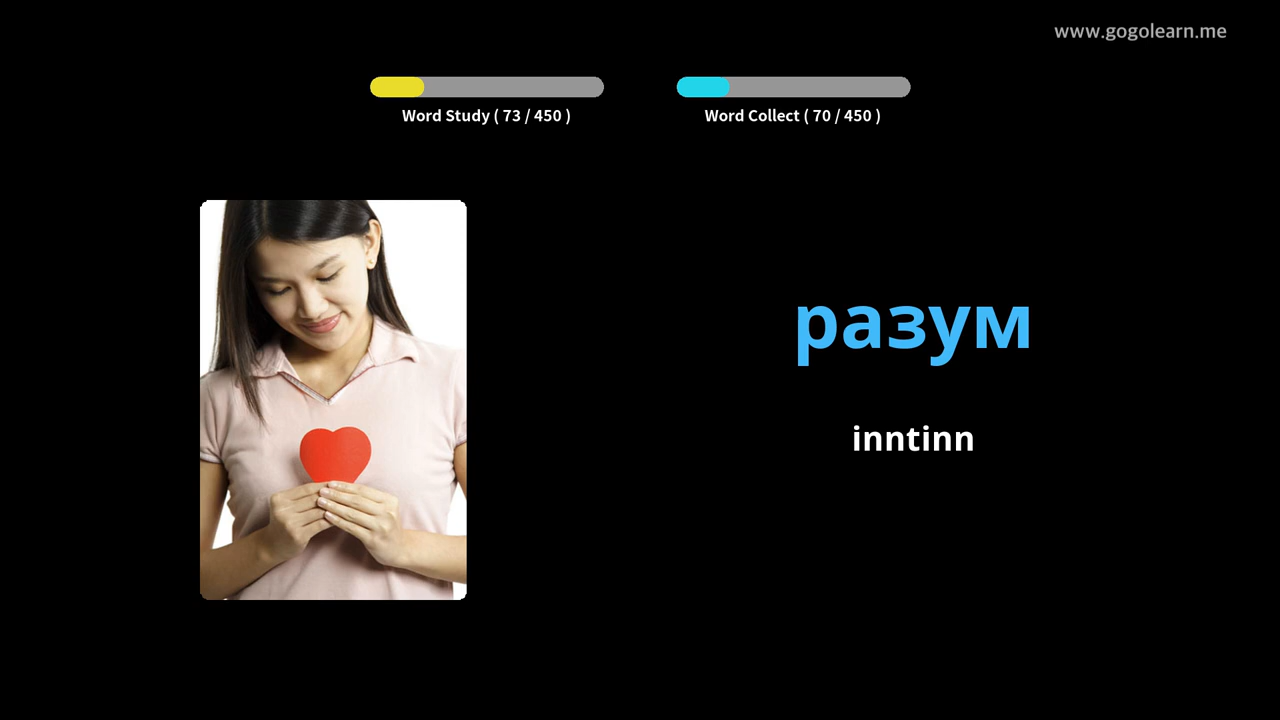 www.gogolearn.me
Word Study ( 73 / 450 )
Word Collect ( 70 / 450 )
разум
inntinn